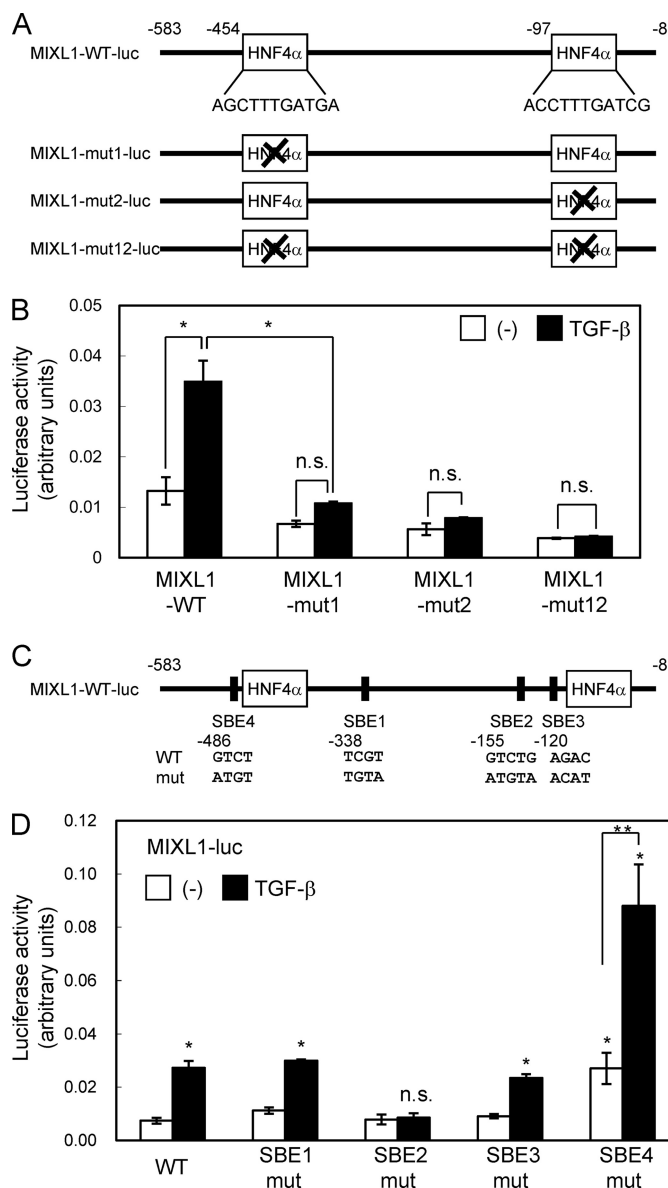 A
-583 -454 -97 -8
MIXL1-WT-luc HNF4α HNF4α
AGCTTTGATGA ACCTTTGATCG
MIXL1-mut1-luc HNF4α HNF4α
MIXL1-mut2-luc HNF4α HNF4α
MIXL1-mut12-luc HNF4α HNF4α
B
Luciferase activity
(arbitrary units)
0.05
0.04
0.03
0.02
0.01
0
(-) TGF-β
* *
n.s. n.s. n.s.
MIXL1 MIXL1 MIXL1 MIXL1
-WT -mut1 -mut2 -mut12
C
-583 -8
MIXL1-WT-luc HNF4α HNF4α
SBE4 SBE1 SBE2 SBE3
-486 -338 -155 -120
WT GTCT TCGT GTCTG AGAC
mut ATGT TGTA ATGTA ACAT
D
Luciferase activity
(arbitrary units)
0.12
0.10
0.08
0.06
0.04
0.02
0.00
MIXL1-luc
(-) TGF-β
* * n.s. * * ** *
WT SBE1 SBE2 SBE3 SBE4
mut mut mut mut